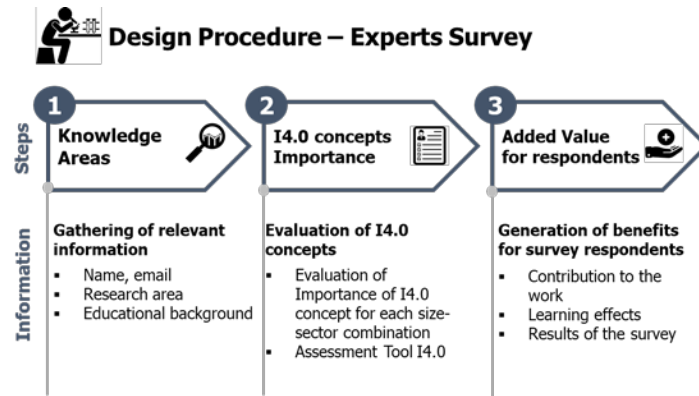 Design Procedure – Experts Survey
Steps
1
Knowledge
Areas
2
I4.0 concepts
Importance
3
Added Value
for respondents
Information
Gathering of relevant
information
▪ Name, email
▪ Research area
▪ Educational background
Evaluation of I4.0
concepts
▪ Evaluation of
Importance of I4.0
concept for each size-
sector combination
▪ Assessment Tool I4.0
Generation of benefits
for survey respondents
▪ Contribution to the
work
▪ Learning effects
▪ Results of the survey